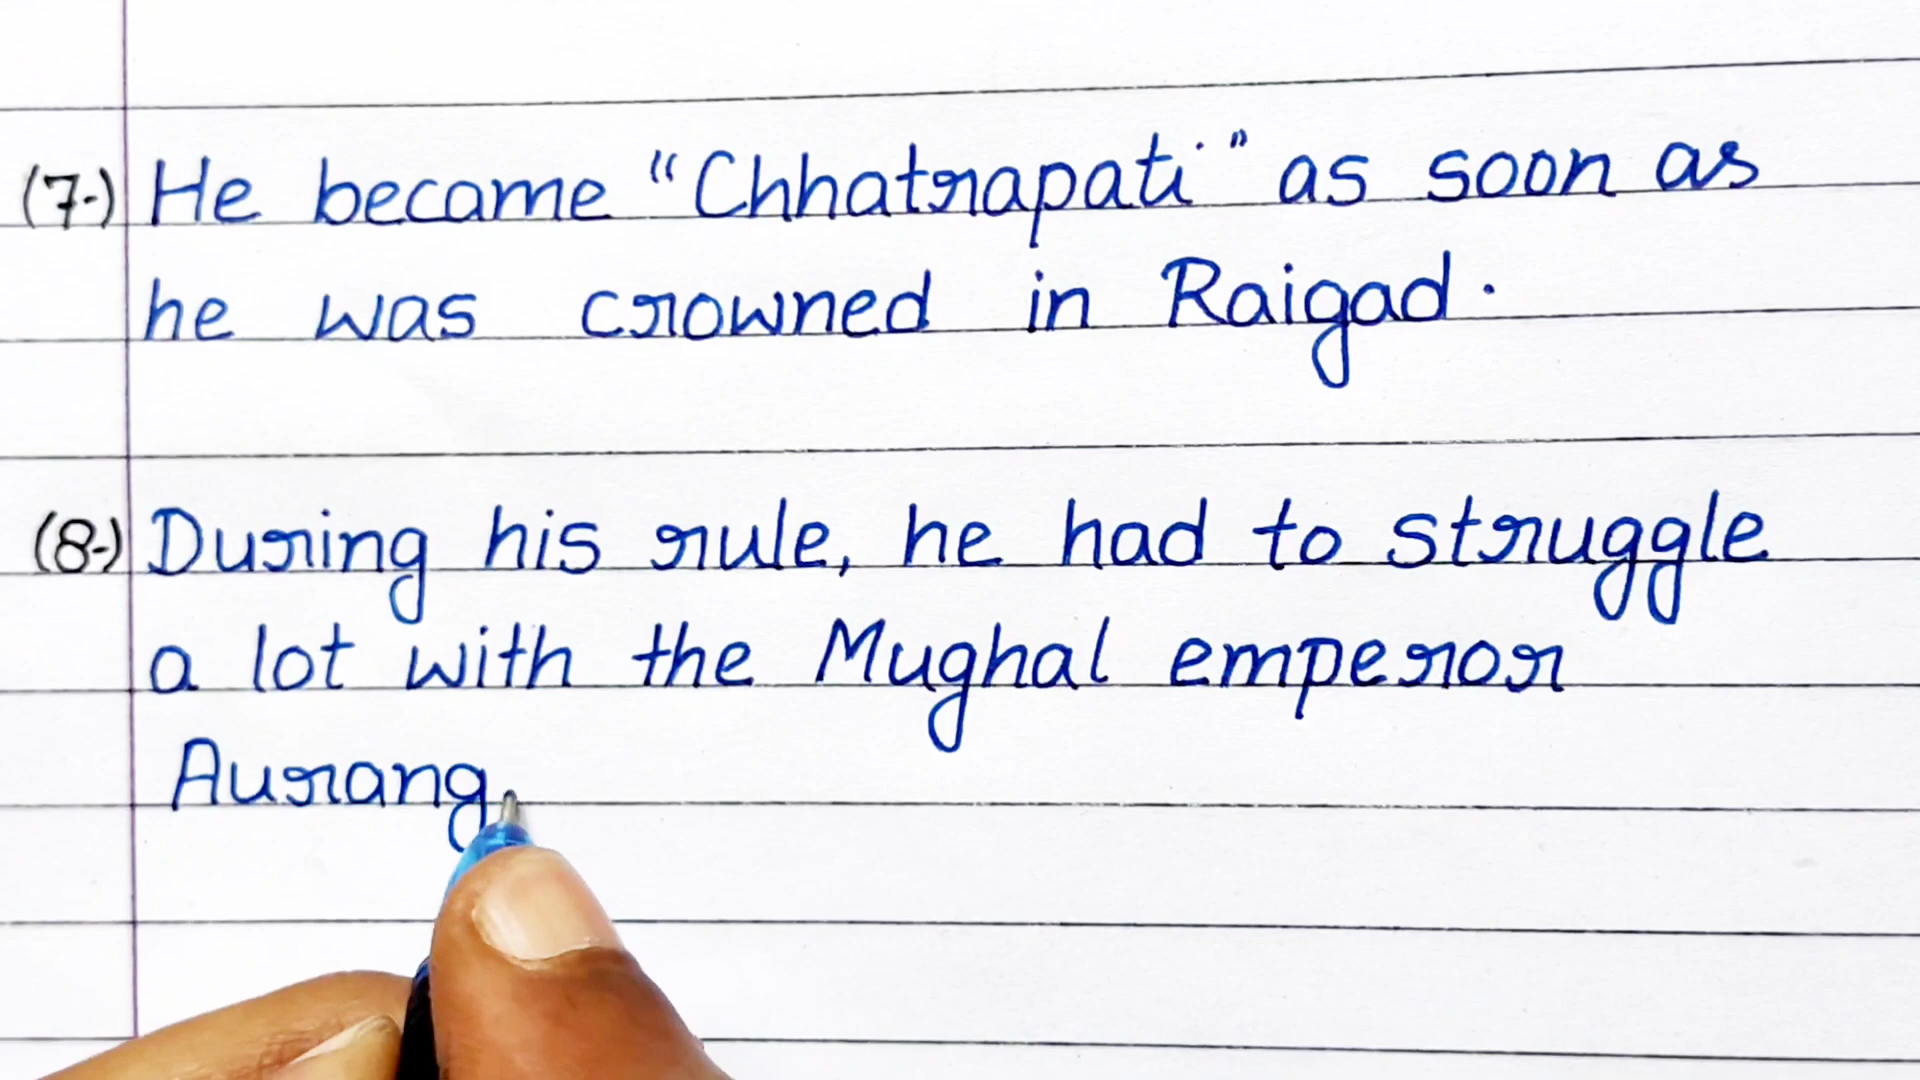 (7.) He became "Chhatrapati" as soon as
he was crowned in Raigad.
(8.) During his rule, he had to struggle
a lot with the Mughal emperor
Aurang